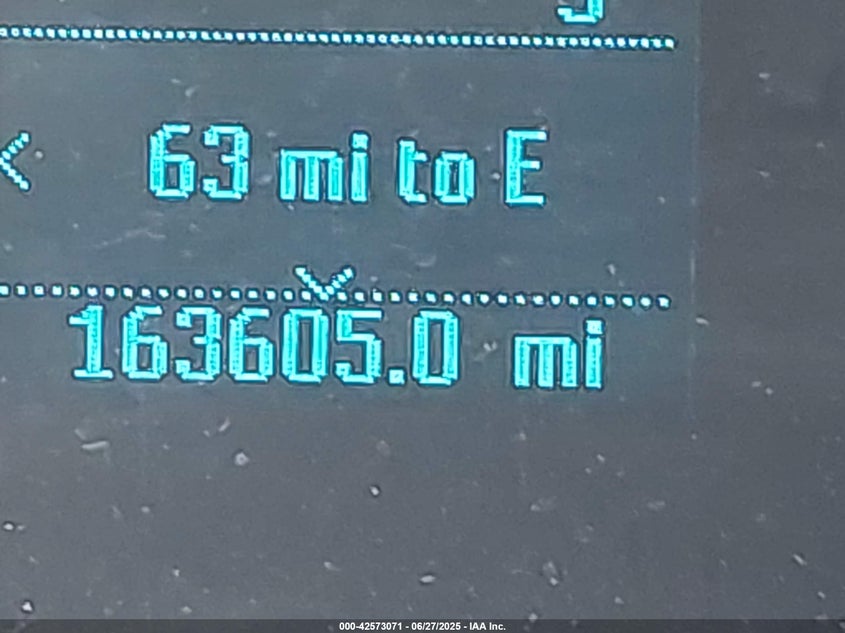 < 63 mi to E
163605.0 mi
000-42573071 - 06/27/2025 - IAA Inc.